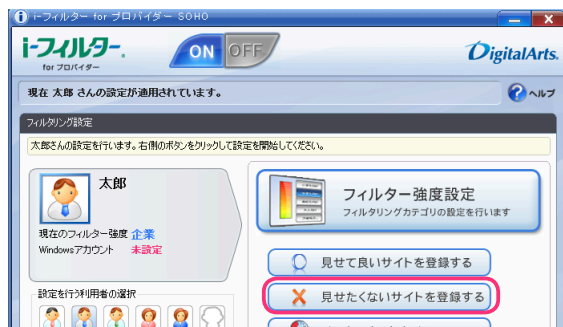 i-フィルター for プロバイダー SOHO
i-フィルター.
for プロバイダー
ON OFF
DigitalArts.
現在 太郎 さんの設定が適用されています。
ヘルプ
フィルタリング設定
太郎さんの設定を行います。右側のボタンをクリックして設定を開始してください。
太郎
現在のフィルター強度 企業
Windowsアカウント 未設定
フィルター強度設定
フィルタリングカテゴリの設定を行います
見せて良いサイトを登録する
見せたくないサイトを登録する
設定を行う利用者の選択